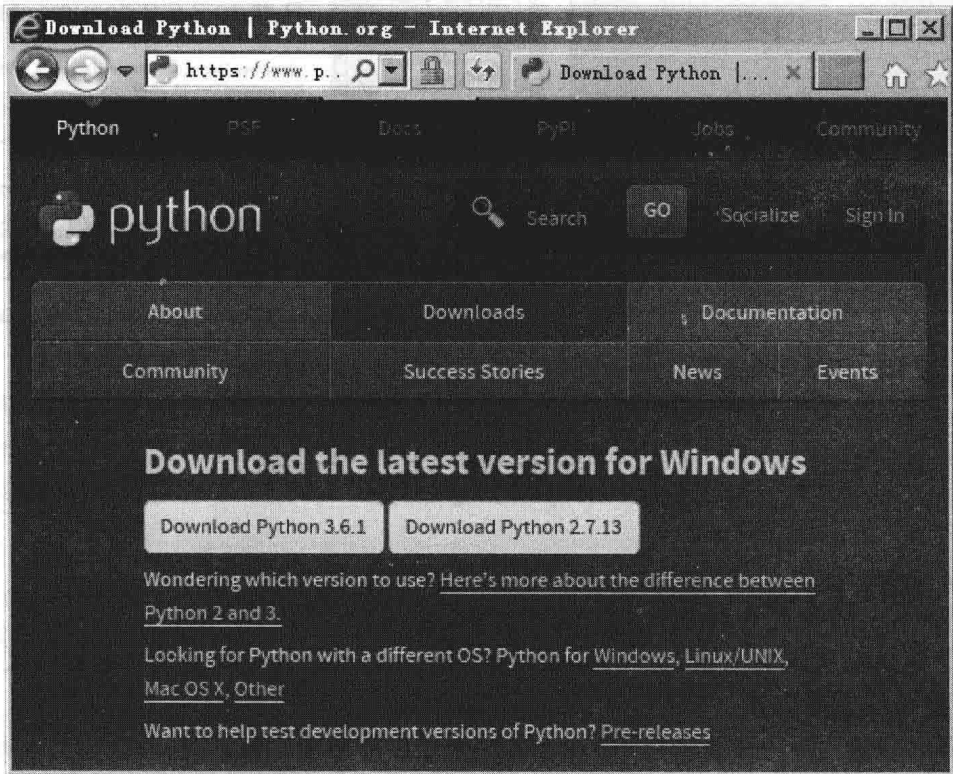 Download Python | Python.org - Internet Explorer
https://www.p.. Download Python |...
Python PSF Docs PyPI Jobs Community
python Search GO Socialize Sign In
About Downloads Documentation
Community Success Stories News Events
Download the latest version for Windows
Download Python 3.6.1 Download Python 2.7.13
Wondering which version to use? Here's more about the difference between
Python 2 and 3.
Looking for Python with a different OS? Python for Windows, Linux/UNIX,
Mac OS X, Other
Want to help test development versions of Python? Pre-releases